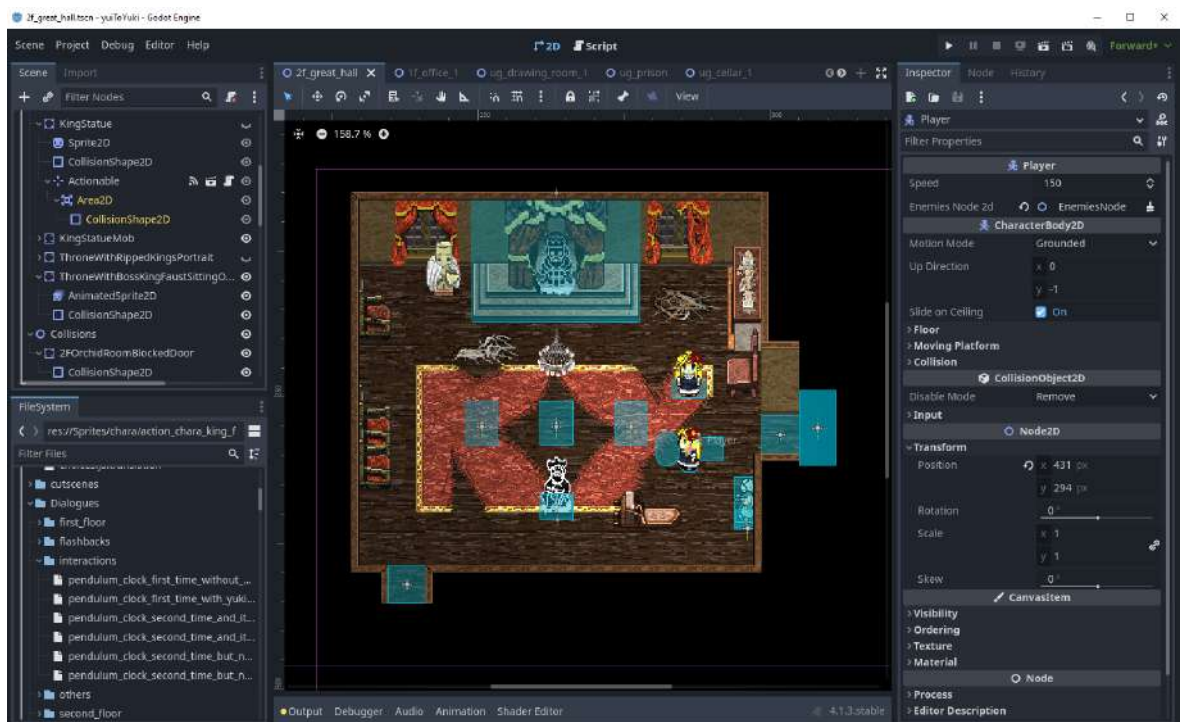 2f_great_hall.tscn - yuiToYuki - Godot Engine
Scene Project Debug Editor Help
2D Script
Forward+
Scene Import
Filter Nodes
KingStatue
Sprite2D
CollisionShape2D
Actionable
Area2D
CollisionShape2D
KingStatueMob
ThroneWithRippedKingsPortrait
ThroneWithBossKingFaustSittingO...
AnimatedSprite2D
CollisionShape2D
Collisions
2FOrchidRoomBlockedDoor
CollisionShape2D
FileSystem
res://Sprites/chara/action_chara_king_f
Filter Files
cutscenes
Dialogues
first_floor
flashbacks
interactions
pendulum_clock_first_time_without_...
pendulum_clock_first_time_with_yuki...
pendulum_clock_second_time_and_it...
pendulum_clock_second_time_and_it...
pendulum_clock_second_time_but_n...
pendulum_clock_second_time_but_n...
others
second_floor
2f_great_hall 1f_office_1 ug_drawing_room_1 ug_prison ug_cellar_1
View
158.7 %
Player
Output Debugger Audio Animation Shader Editor
4.1.3.stable
Inspector Node History
Player
Filter Properties
Player
Speed 150
Enemies Node 2d EnemiesNode
CharacterBody2D
Motion Mode Grounded
Up Direction x 0
y -1
Slide on Ceiling On
Floor
Moving Platform
Collision
CollisionObject2D
Disable Mode Remove
Input
Node2D
Transform
Position x 431 px
y 294 px
Rotation 0 °
Scale x 1
y 1
Skew 0 °
CanvasItem
Visibility
Ordering
Texture
Material
Node
Process
Editor Description